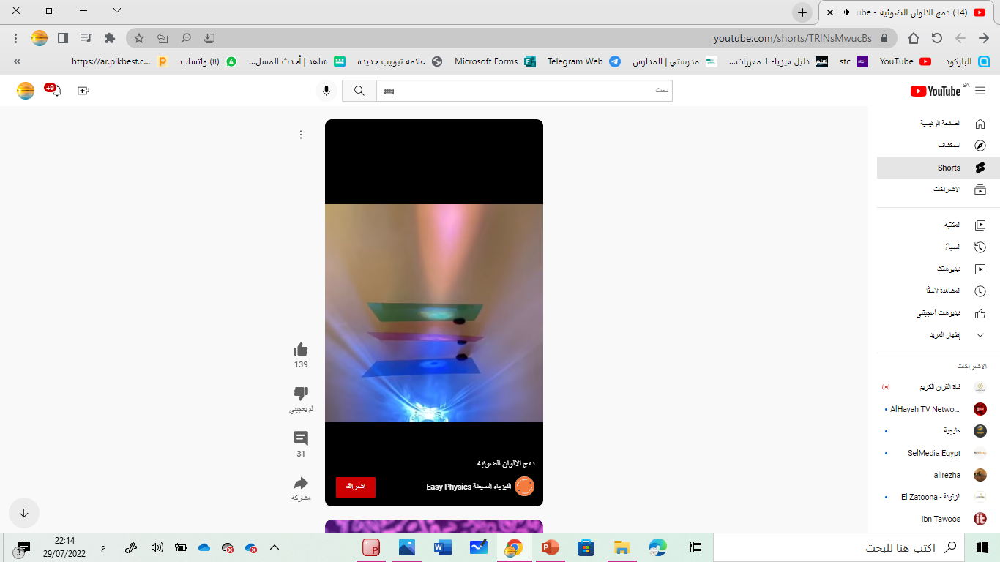 (14) دمج الالوان الضوئية - ube
youtube.com/shorts/TRINsMwucBs
الباركود
YouTube
stc
دليل فيزياء 1 مقررات...
مدرستي | المدارس
Telegram Web
Microsoft Forms
علامة تبويب جديدة
شاهد | أحدث المسل...
(١١) واتساب
https://ar.pikbest.c...
YouTube SA
بحث
+9
الصفحة الرئيسية
استكشاف
Shorts
الاشتراكات
المكتبة
السجلّ
فيديوهاتك
المشاهدة لاحقًا
فيديوهات أعجبتني
إظهار المزيد
الاشتراكات
قناة القران الكريم
AlHayah TV Netwo...
خليجية
SelMedia Egypt
alirezha
الزتونة - El Zatoona
Ibn Tawoos
139
لم يعجبني
31
مشاركة
دمج الالوان الضوئية
الفيزياء البسيطة Easy Physics
اشتراك
اكتب هنا للبحث
ع
22:14
29/07/2022
3